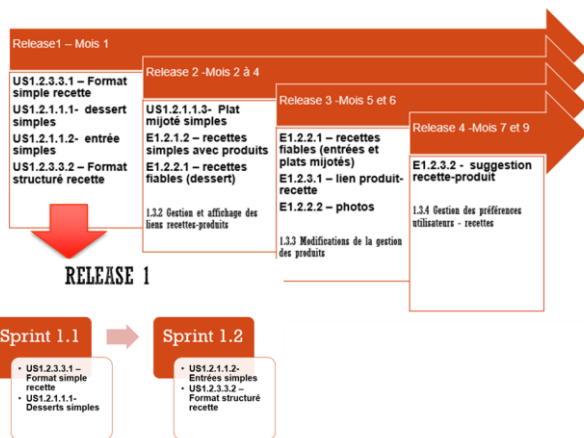 Release1 – Mois 1
US1.2.3.3.1 – Format
simple recette
US1.2.1.1.1- dessert
simples
US1.2.1.1.2- entrée
simples
US1.2.3.3.2 – Format
structuré recette
Release 2 -Mois 2 à 4
US1.2.1.1.3- Plat
mijoté simples
E1.2.1.2 – recettes
simples avec produits
E1.2.2.1 – recettes
fiables (dessert)
1.3.2 Gestion et affichage des
liens recettes-produits
Release 3 -Mois 5 et 6
E1.2.2.1 – recettes
fiables (entrées et
plats mijotés)
E1.2.3.1 – lien produit-
recette
E1.2.2.2 – photos
1.3.3 Modifications de la gestion
des produits
Release 4 -Mois 7 et 9
E1.2.3.2 - suggestion
recette-produit
1.3.4 Gestion des préférences
utilisateurs - recettes
RELEASE 1
Sprint 1.1
• US1.2.3.3.1 –
Format simple
recette
• US1.2.1.1.1-
Desserts simples
Sprint 1.2
• US1.2.1.1.2-
Entrées simples
• US1.2.3.3.2 –
Format structuré
recette